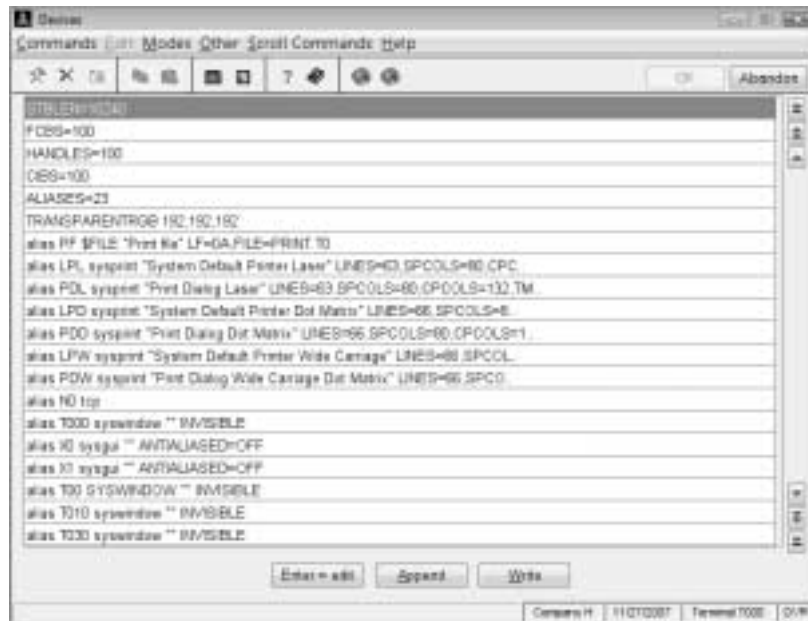 Devices
Commands Edit Modes Other Scroll Commands Help
OK Abandon
STBLEN=10240
FCBS=100
HANDLES=100
CIBS=100
ALIASES=23
TRANSPARENTRGB 192,192,192
alias PF $FILE "Print file" LF=0A,FILE=PRINT.T0
alias LPL sysprint "System Default Printer Laser" LINES=63,SPCOLS=80,CPC..
alias PDL sysprint "Print Dialog Laser" LINES=63,SPCOLS=80,CPCOLS=132,TM..
alias LPD sysprint "System Default Printer Dot Matrix" LINES=66,SPCOLS=8..
alias PDD sysprint "Print Dialog Dot Matrix" LINES=66,SPCOLS=80,CPCOLS=1..
alias LPW sysprint "System Default Printer Wide Carriage" LINES=66,SPCOL..
alias PDW sysprint "Print Dialog Wide Carriage Dot Matrix" LINES=66,SPCO..
alias N0 tcp
alias T000 syswindow "" INVISIBLE
alias X0 sysgui "" ANTIALIASED=OFF
alias X1 sysgui "" ANTIALIASED=OFF
alias T00 SYSWINDOW "" INVISIBLE
alias T010 syswindow "" INVISIBLE
alias T030 syswindow "" INVISIBLE
Enter = edit Append Write
Company H 11/27/2007 Terminal T000 OVR